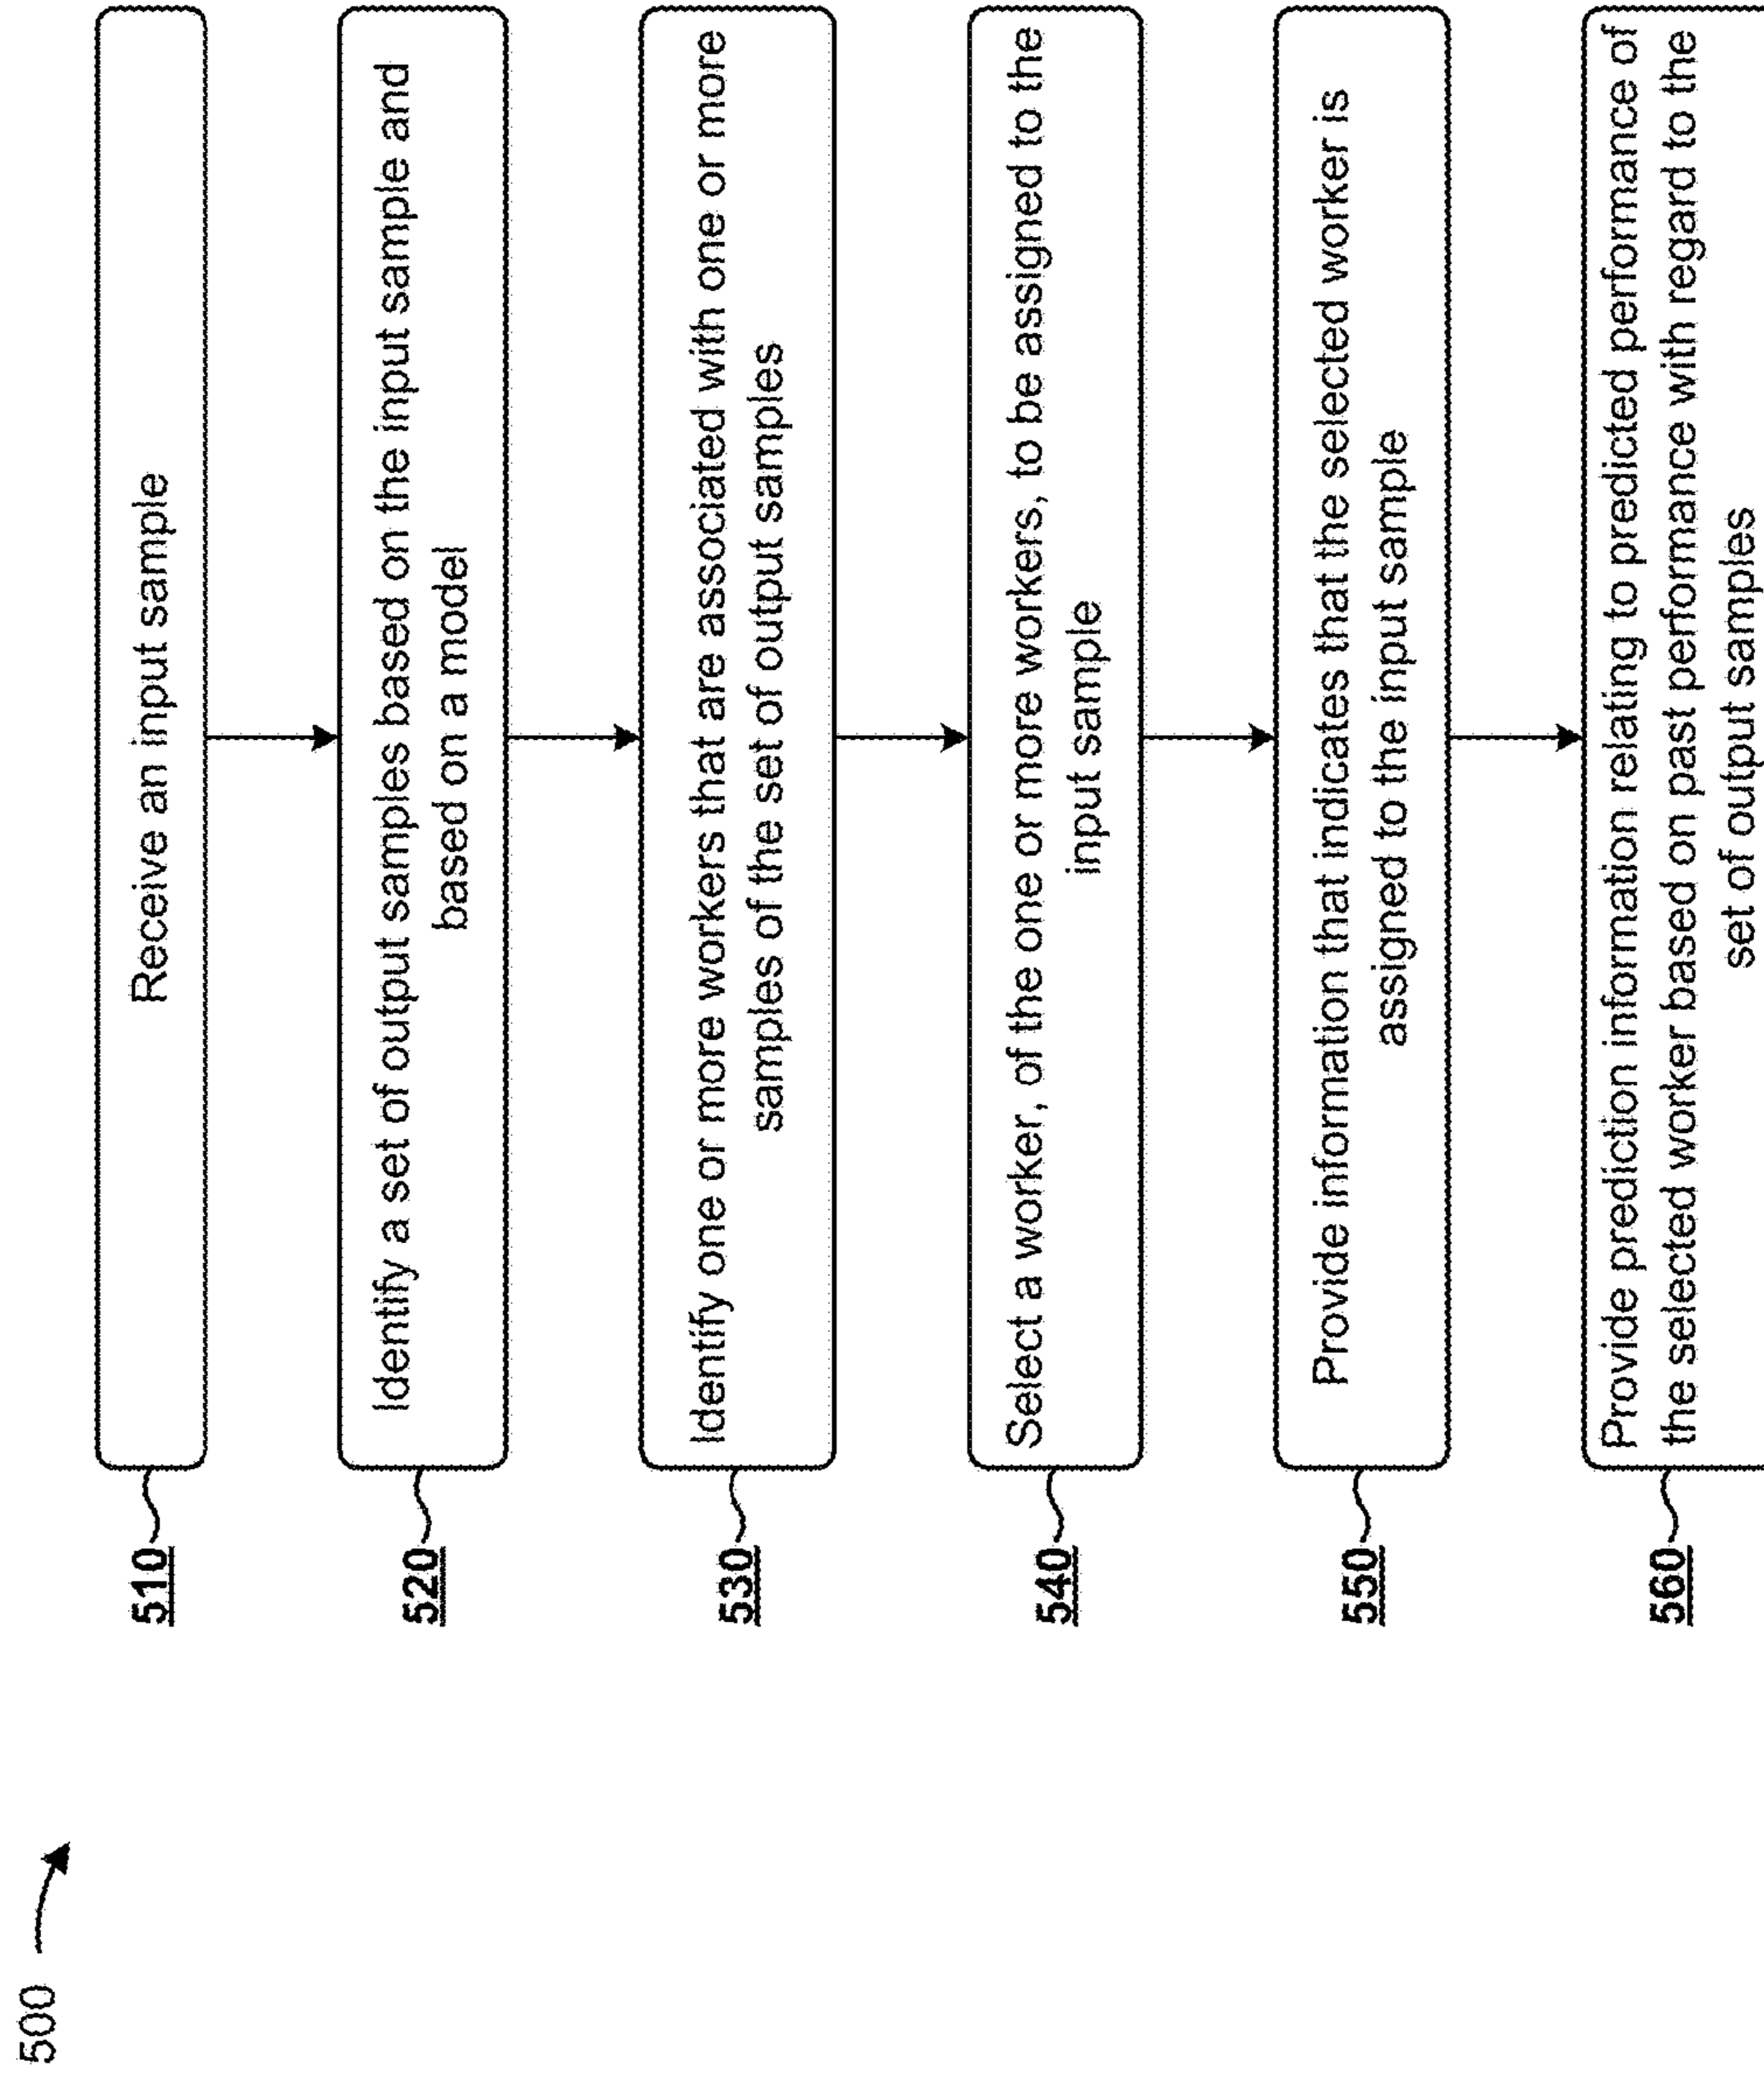 500
510
Receive an input sample
520
Identify a set of output samples based on the input sample and
based on a model
530
Identify one or more workers that are associated with one or more
samples of the set of output samples
540
Select a worker, of the one or more workers, to be assigned to the
input sample
550
Provide information that indicates that the selected worker is
assigned to the input sample
560
Provide prediction information relating to predicted performance of
the selected worker based on past performance with regard to the
set of output samples